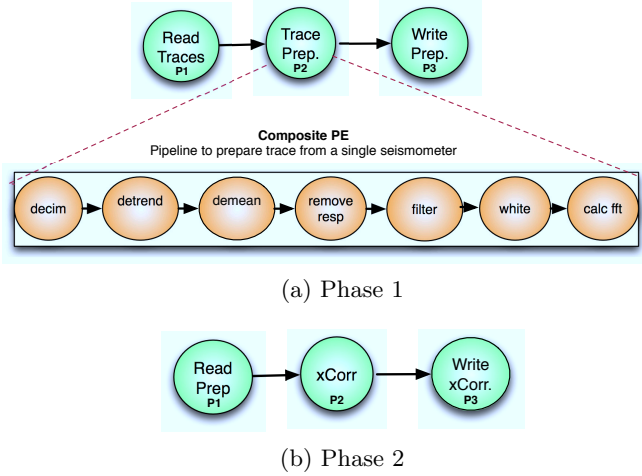 Read
Traces
P1
Trace
Prep.
P2
Write
Prep.
P3
Composite PE
Pipeline to prepare trace from a single seismometer
decim
detrend
demean
remove
resp
filter
white
calc fft
(a) Phase 1
Read
Prep
P1
xCorr
P2
Write
xCorr.
P3
(b) Phase 2